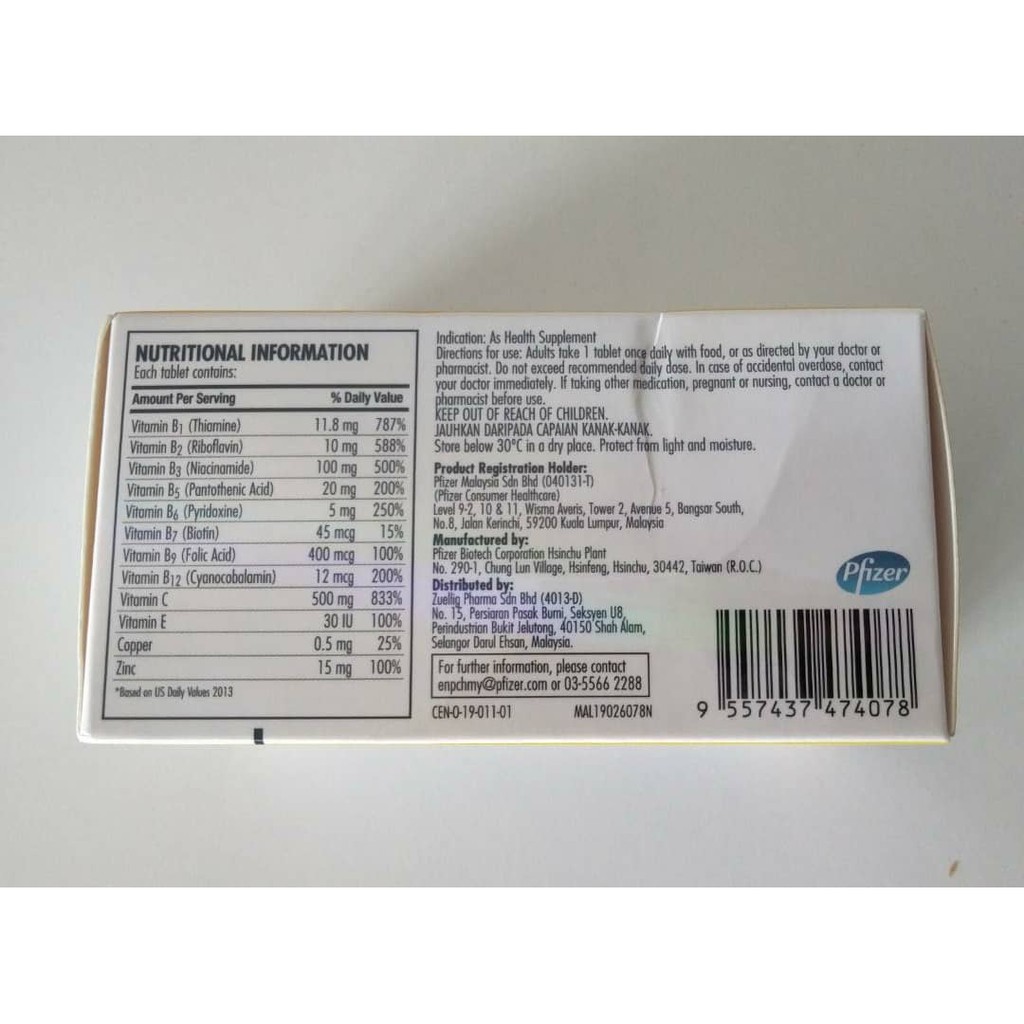 NUTRITIONAL INFORMATION
Each tablet contains:
Amount Per Serving % Daily Value
Vitamin B1 (Thiamine) 11.8 mg 787%
Vitamin B2 (Riboflavin) 10 mg 588%
Vitamin B3 (Niacinamide) 100 mg 500%
Vitamin B5 (Pantothenic Acid) 20 mg 200%
Vitamin B6 (Pyridoxine) 5 mg 250%
Vitamin B7 (Biotin) 45 mcg 15%
Vitamin B9 (Folic Acid) 400 mcg 100%
Vitamin B12 (Cyanocobalamin) 12 mcg 200%
Vitamin C 500 mg 833%
Vitamin E 30 IU 100%
Copper 0.5 mg 25%
Zinc 15 mg 100%
*Based on US Daily Values 2013
Indication: As Health Supplement
Directions for use: Adults take 1 tablet once daily with food, or as directed by your doctor or
pharmacist. Do not exceed recommended daily dose. In case of accidental overdose, contact
your doctor immediately. If taking other medication, pregnant or nursing, contact a doctor or
pharmacist before use.
KEEP OUT OF REACH OF CHILDREN.
JAUHKAN DARIPADA CAPAIAN KANAK-KANAK.
Store below 30°C in a dry place. Protect from light and moisture.
Product Registration Holder:
Pfizer Malaysia Sdn Bhd (040131-T)
(Pfizer Consumer Healthcare)
Level 9-2, 10 & 11, Wisma Averis, Tower 2, Avenue 5, Bangsar South,
No.8, Jalan Kerinchi, 59200 Kuala Lumpur, Malaysia
Manufactured by:
Pfizer Biotech Corporation Hsinchu Plant
No. 290-1, Chung Lun Village, Hsinfeng, Hsinchu, 30442, Taiwan (R.O.C.)
Distributed by:
Zuellig Pharma Sdn Bhd (4013-D)
No. 15, Persiaran Pasak Bumi, Seksyen U8,
Perindustrian Bukit Jelutong, 40150 Shah Alam,
Selangor Darul Ehsan, Malaysia.
For further information, please contact
enpchmy@pfizer.com or 03-5566 2288
CEN-0-19-011-01 MAL19026078N
Pfizer
9 557437 474078